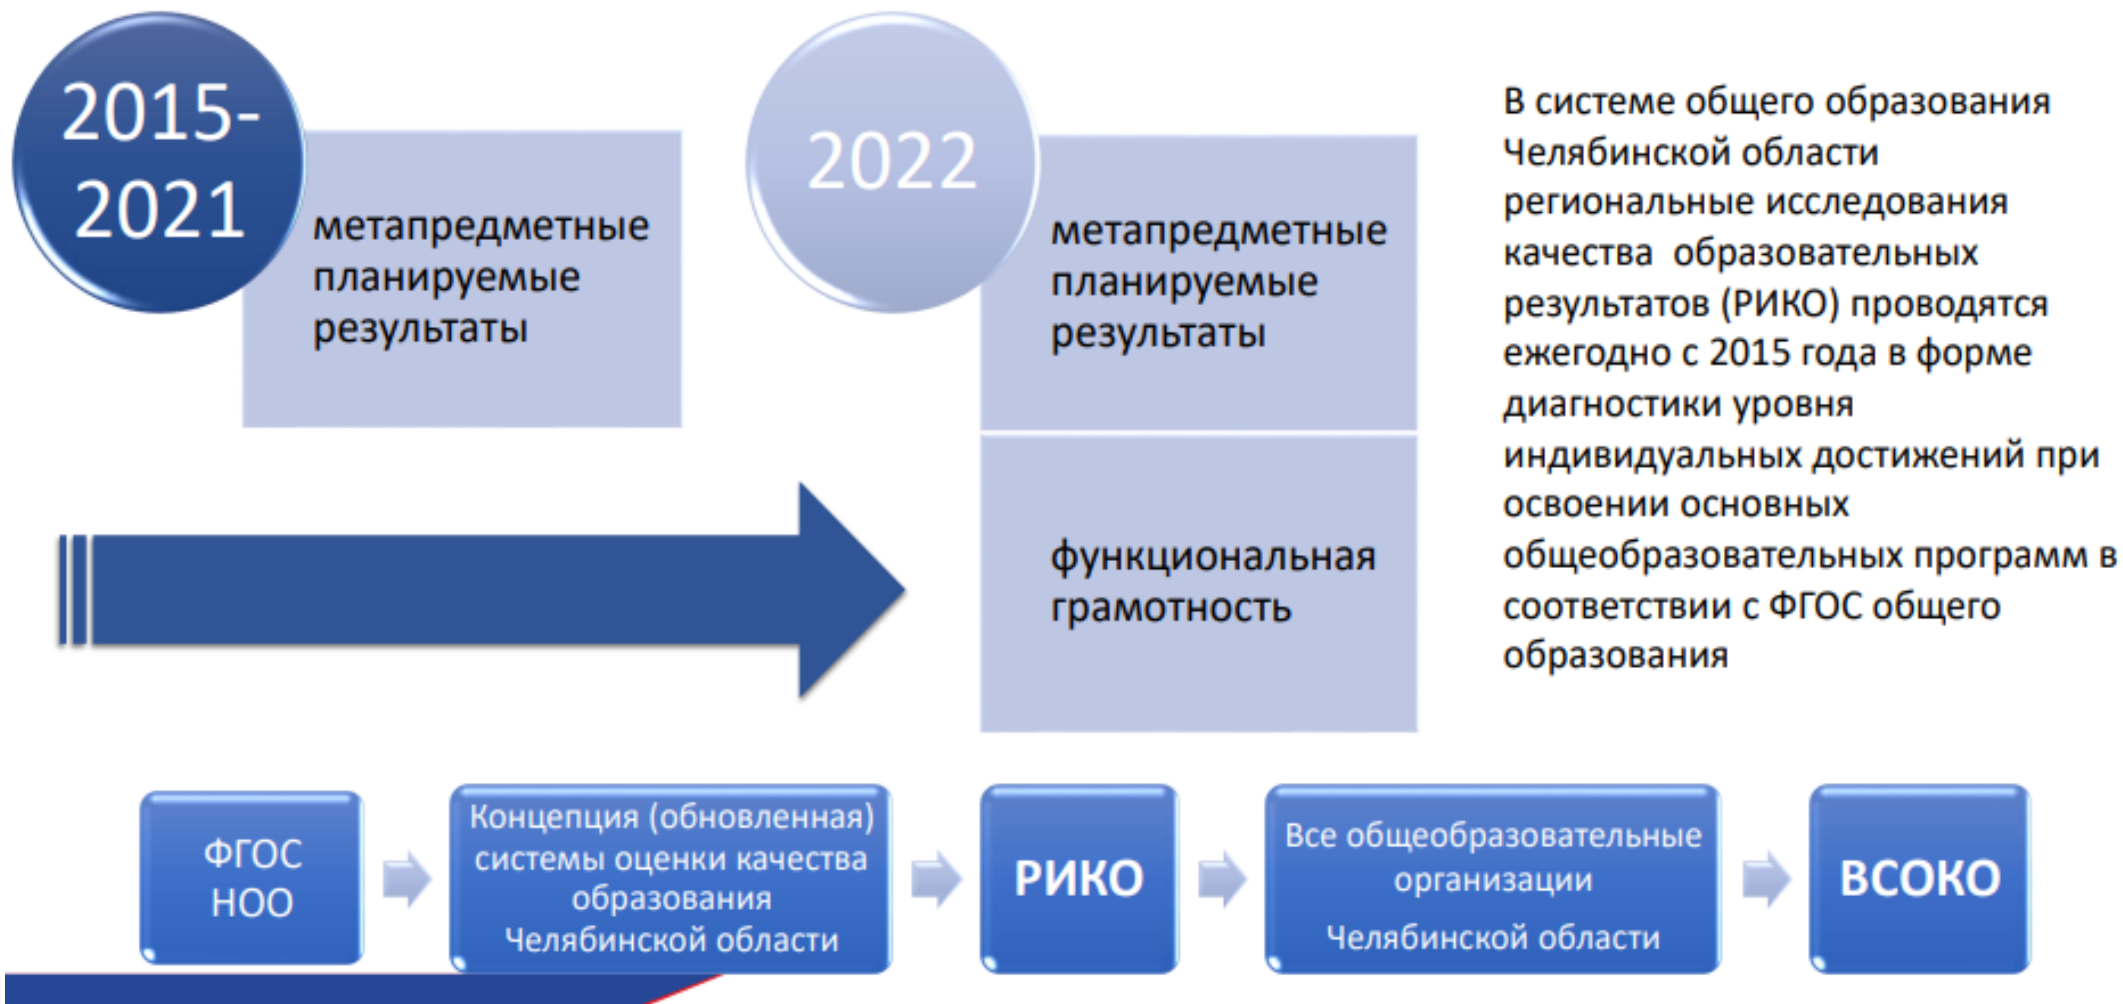 2015-
2021
метапредметные
планируемые
результаты
2022
метапредметные
планируемые
результаты
функциональная
грамотность
В системе общего образования
Челябинской области
региональные исследования
качества образовательных
результатов (РИКО) проводятся
ежегодно с 2015 года в форме
диагностики уровня
индивидуальных достижений при
освоении основных
общеобразовательных программ в
соответствии с ФГОС общего
образования
ФГОС
НОО
Концепция (обновленная)
системы оценки качества
образования
Челябинской области
РИКО
Все общеобразовательные
организации
Челябинской области
ВСОКО